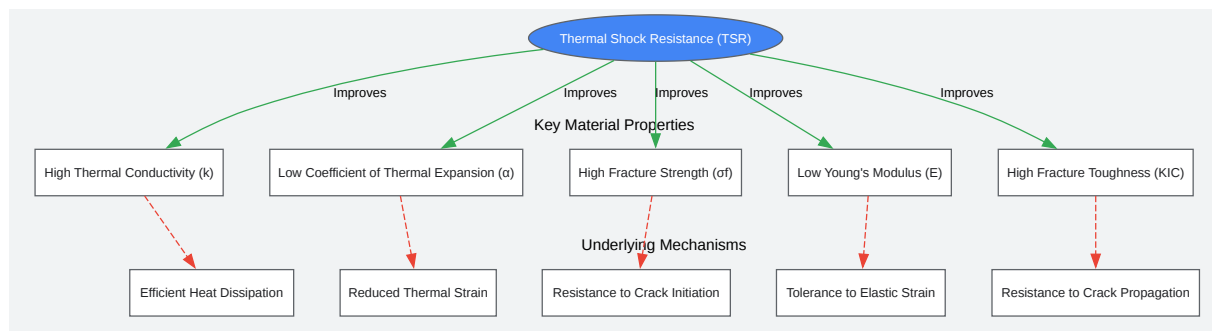 Thermal Shock Resistance (TSR)
Improves
Improves
Improves
Improves
Improves
Key Material Properties
High Thermal Conductivity (k)
Low Coefficient of Thermal Expansion (α)
High Fracture Strength (σf)
Low Young's Modulus (E)
High Fracture Toughness (KIC)
Underlying Mechanisms
Efficient Heat Dissipation
Reduced Thermal Strain
Resistance to Crack Initiation
Tolerance to Elastic Strain
Resistance to Crack Propagation